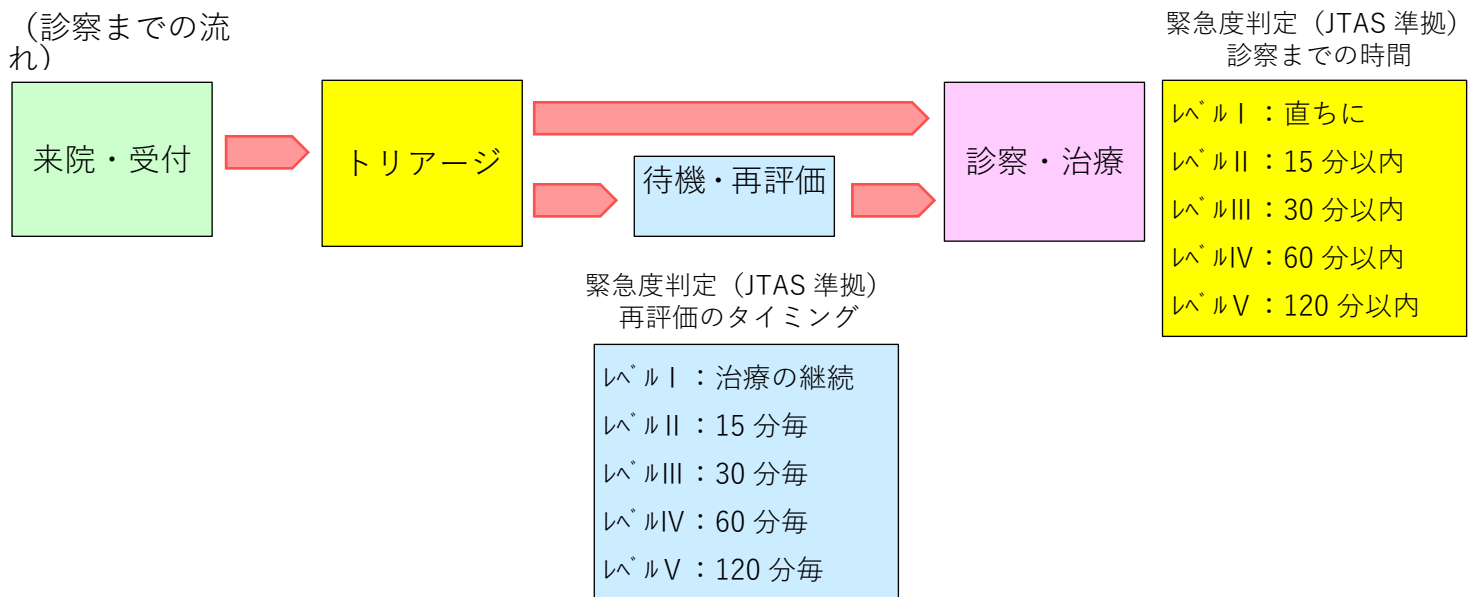 （診察までの流
れ）
来院・受付
トリアージ
待機・再評価
診察・治療
緊急度判定（JTAS 準拠）
診察までの時間
ﾚﾍﾞﾙⅠ：直ちに
ﾚﾍﾞﾙⅡ：15 分以内
ﾚﾍﾞﾙⅢ：30 分以内
ﾚﾍﾞﾙⅣ：60 分以内
ﾚﾍﾞﾙⅤ：120 分以内
緊急度判定（JTAS 準拠）
再評価のタイミング
ﾚﾍﾞﾙⅠ：治療の継続
ﾚﾍﾞﾙⅡ：15 分毎
ﾚﾍﾞﾙⅢ：30 分毎
ﾚﾍﾞﾙⅣ：60 分毎
ﾚﾍﾞﾙⅤ：120 分毎